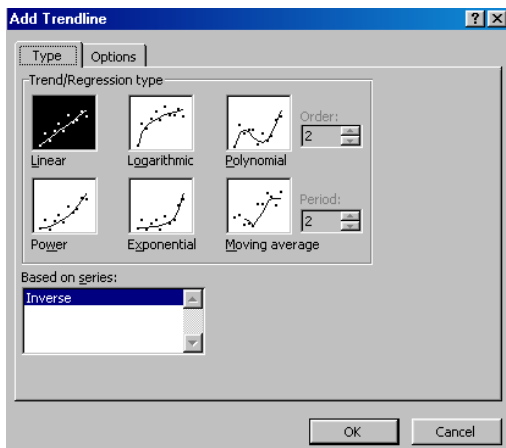 Add Trendline
Type
Options
Trend/Regression type
Linear
Logarithmic
Polynomial
Order:
2
Power
Exponential
Moving average
Period:
2
Based on series:
Inverse
OK
Cancel